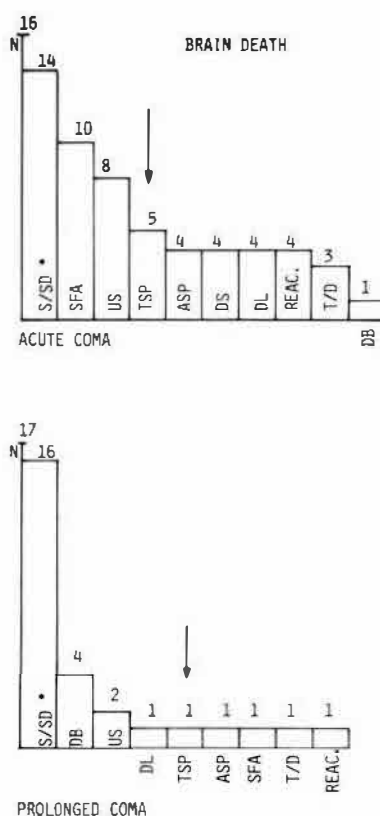 16
N
BRAIN DEATH
14
10
8
5
4 4 4 4
3
1
S/SD *
SFA
US
TSP
ASP
DS
DL
REAC.
T/D
DB
ACUTE COMA
17
N
16
4
2
1 1 1 1 1 1
S/SD *
DB
US
DL
TSP
ASP
SFA
T/D
REAC.
PROLONGED COMA